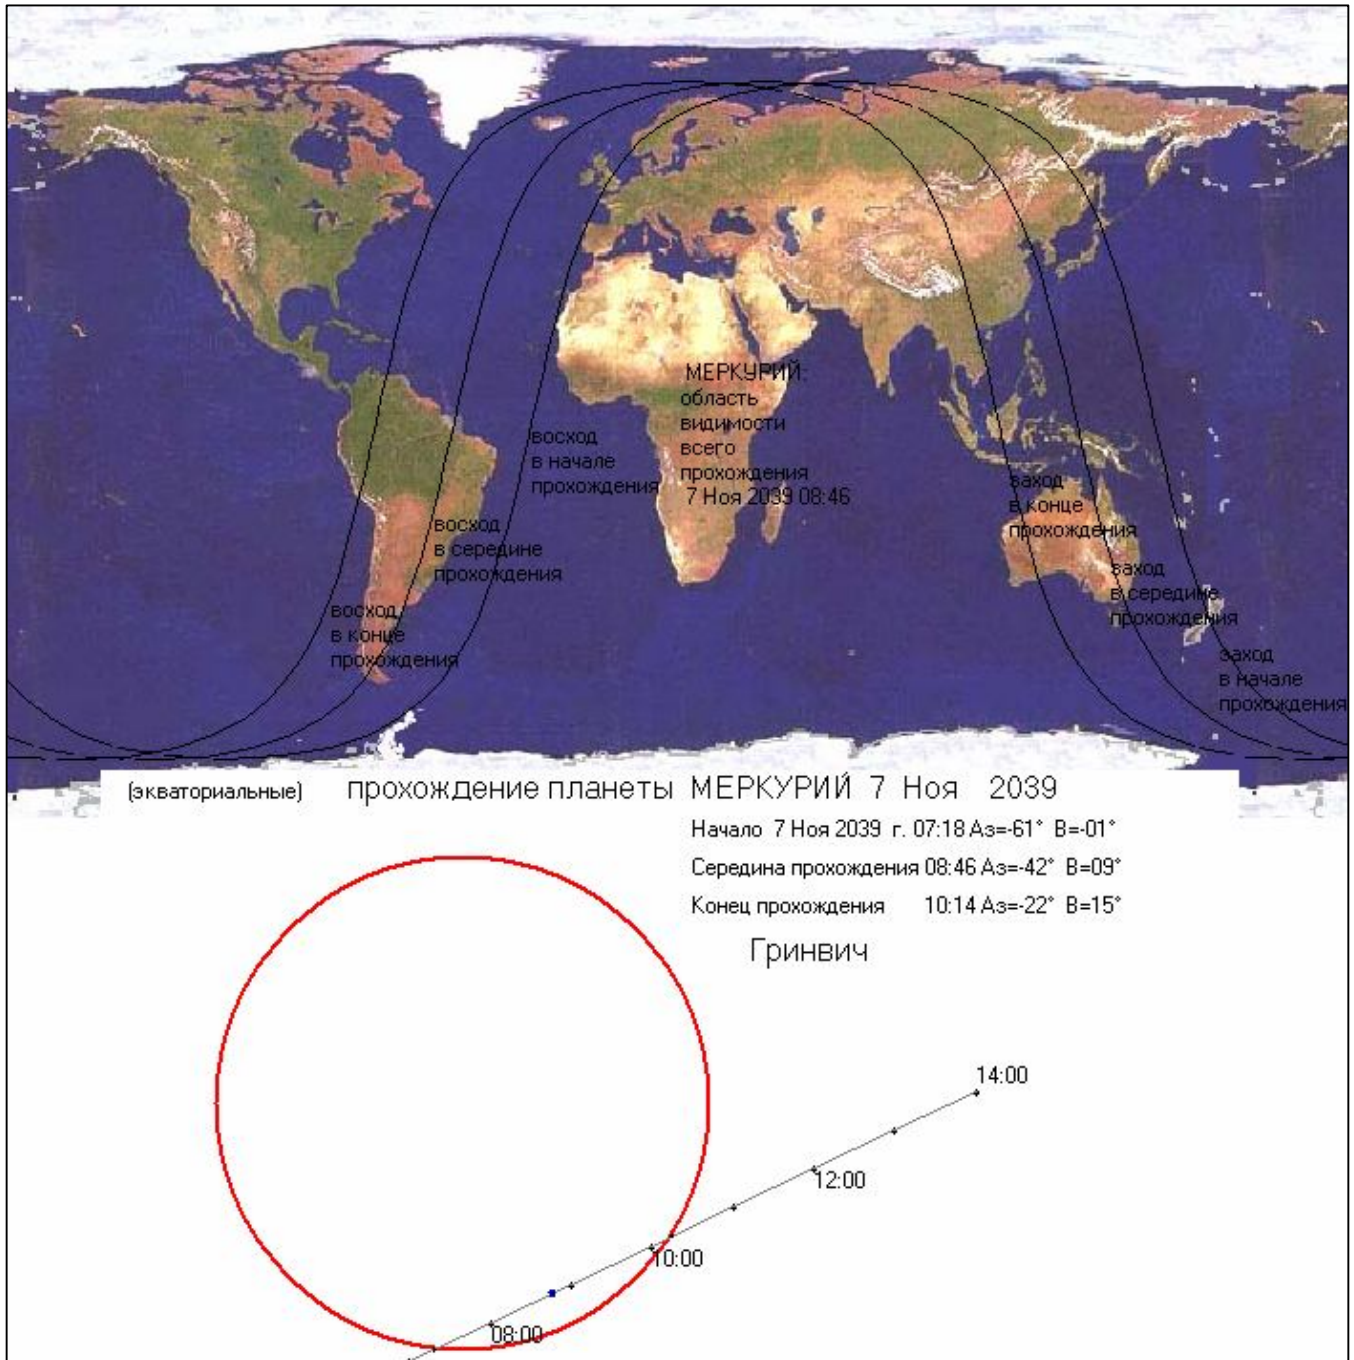 МЕРКУРИЙ:
область
видимости
всего
прохождения
7 Ноя 2039 08:46
восход
в начале
прохождения
восход
в середине
прохождения
восход
в конце
прохождения
заход
в конце
прохождения
заход
в середине
прохождения
заход
в начале
прохождения
(экваториальные) прохождение планеты МЕРКУРИЙ 7 Ноя 2039
Начало 7 Ноя 2039 г. 07:18 Аз=-61° В=-01°
Середина прохождения 08:46 Аз=-42° В=09°
Конец прохождения 10:14 Аз=-22° В=15°
Гринвич
14:00
12:00
10:00
08:00